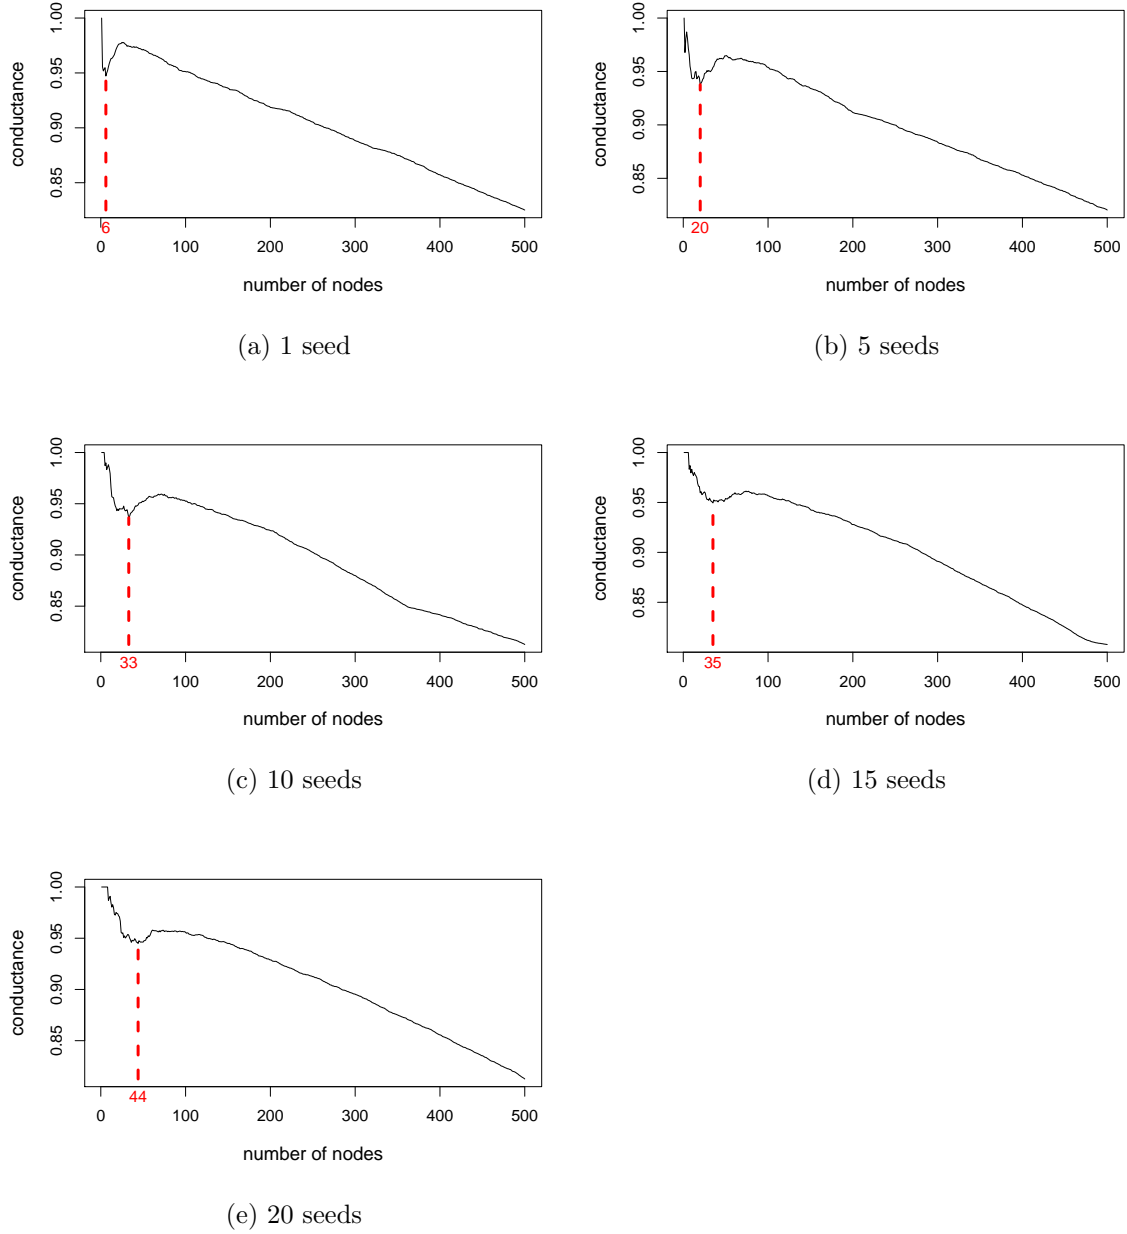 conductance
1.00
0.95
0.90
0.85
6
0 100 200 300 400 500
number of nodes
(a) 1 seed
conductance
1.00
0.95
0.90
0.85
20
0 100 200 300 400 500
number of nodes
(b) 5 seeds
conductance
1.00
0.95
0.90
0.85
33
0 100 200 300 400 500
number of nodes
(c) 10 seeds
conductance
1.00
0.95
0.90
0.85
35
0 100 200 300 400 500
number of nodes
(d) 15 seeds
conductance
1.00
0.95
0.90
0.85
44
0 100 200 300 400 500
number of nodes
(e) 20 seeds